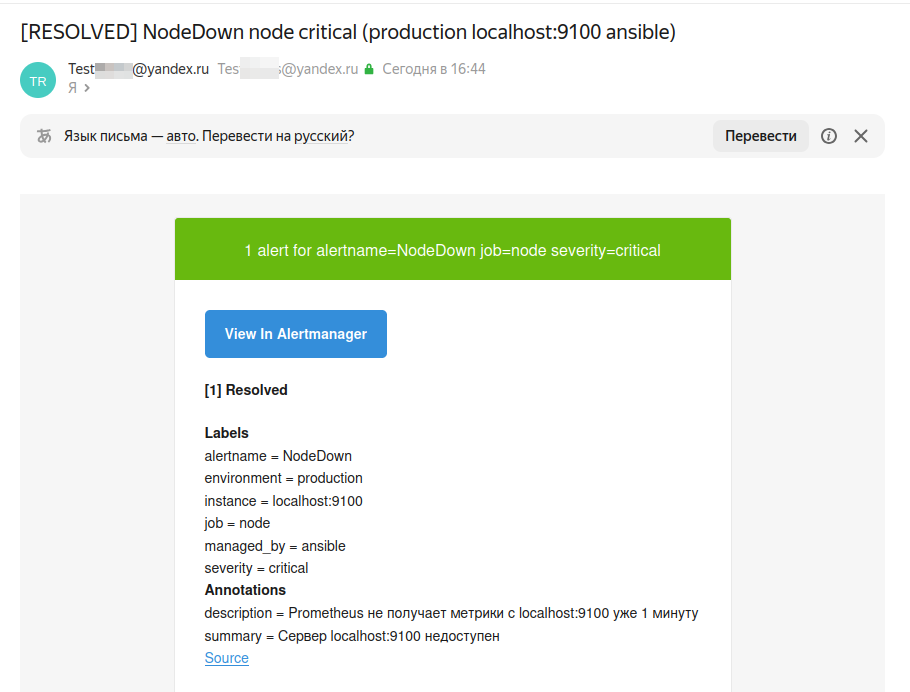 [RESOLVED] NodeDown node critical (production localhost:9100 ansible)
TR
Test @yandex.ru Tes s@yandex.ru Сегодня в 16:44
Я
Язык письма — авто. Перевести на русский?
Перевести
1 alert for alertname=NodeDown job=node severity=critical
View In Alertmanager
[1] Resolved
Labels
alertname = NodeDown
environment = production
instance = localhost:9100
job = node
managed_by = ansible
severity = critical
Annotations
description = Prometheus не получает метрики с localhost:9100 уже 1 минуту
summary = Сервер localhost:9100 недоступен
Source